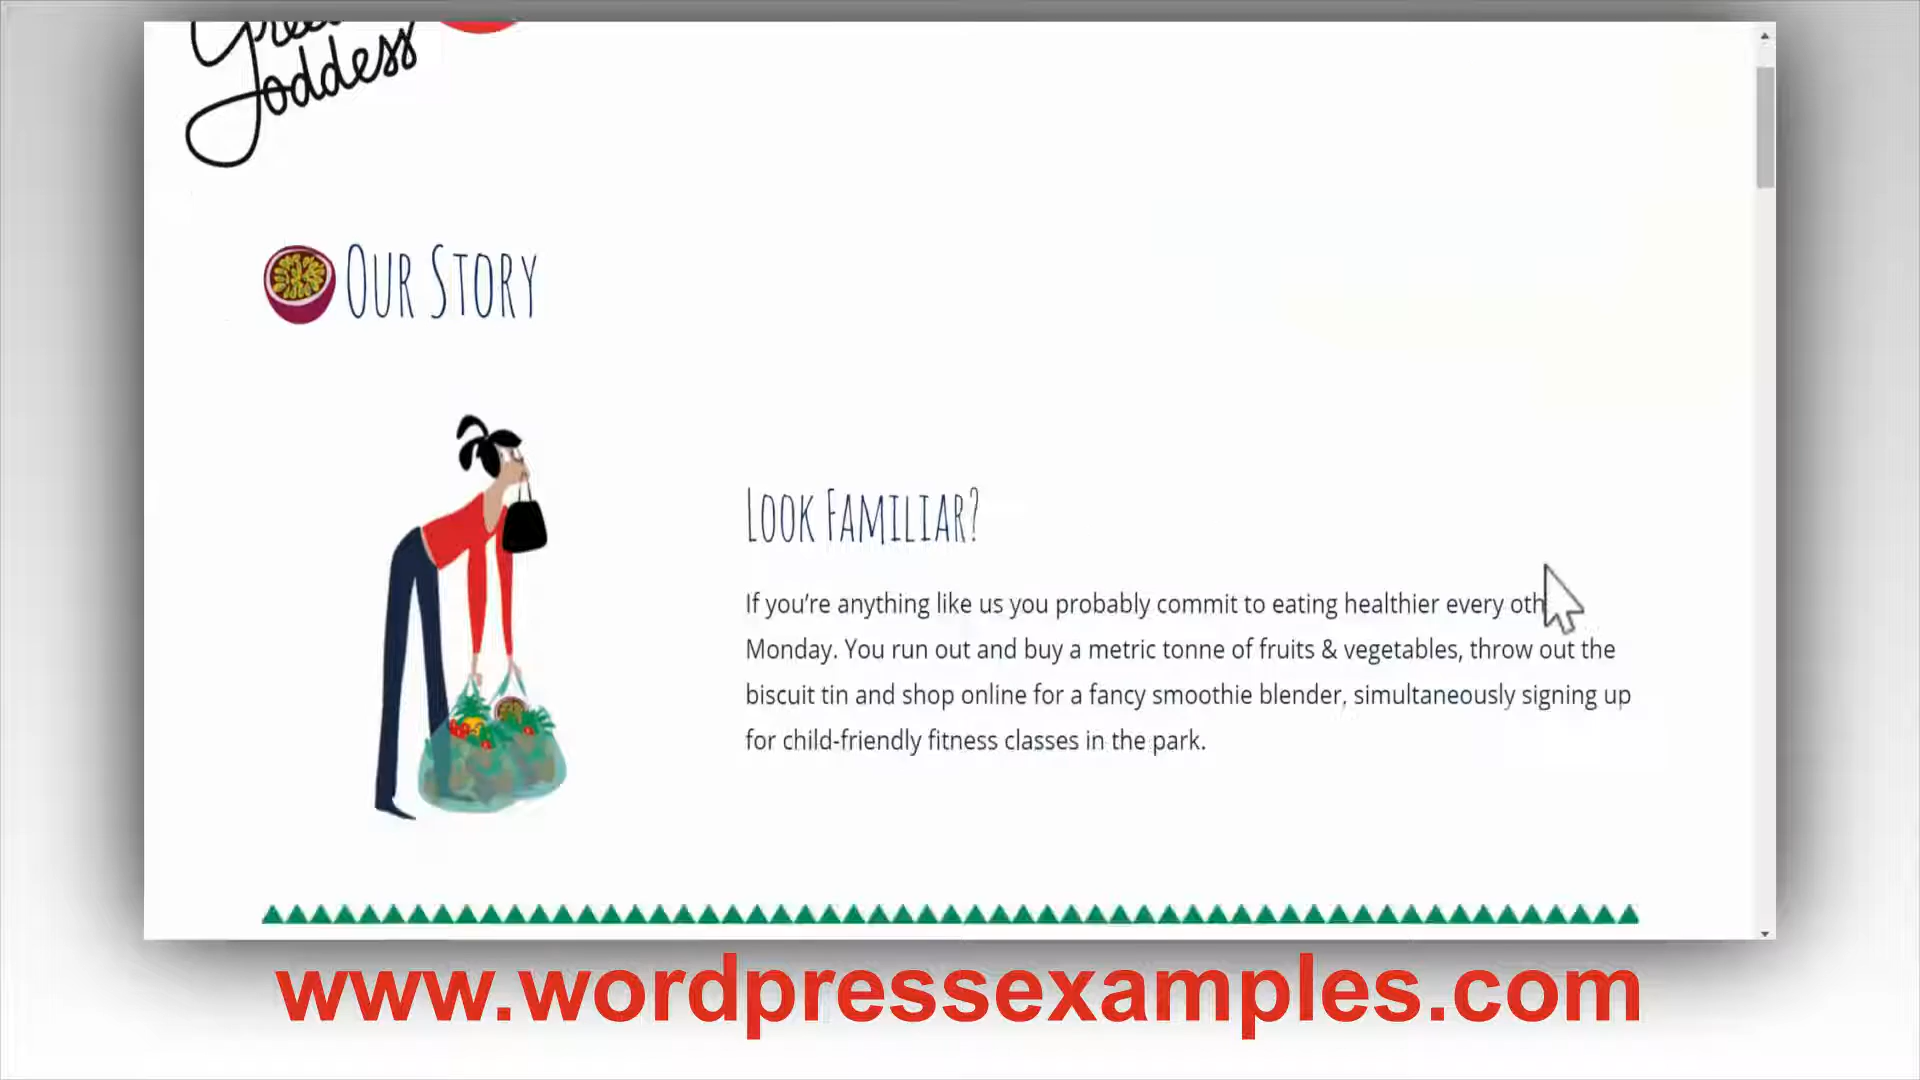 Goddess
OUR STORY
LOOK FAMILIAR?
If you’re anything like us you probably commit to eating healthier every oth
Monday. You run out and buy a metric tonne of fruits & vegetables, throw out the
biscuit tin and shop online for a fancy smoothie blender, simultaneously signing up
for child-friendly fitness classes in the park.
www.wordpressexamples.com